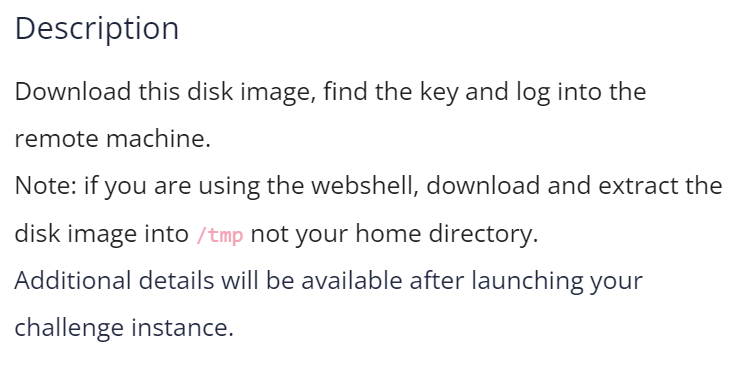 Description
Download this disk image, find the key and log into the
remote machine.
Note: if you are using the webshell, download and extract the
disk image into /tmp not your home directory.
Additional details will be available after launching your
challenge instance.